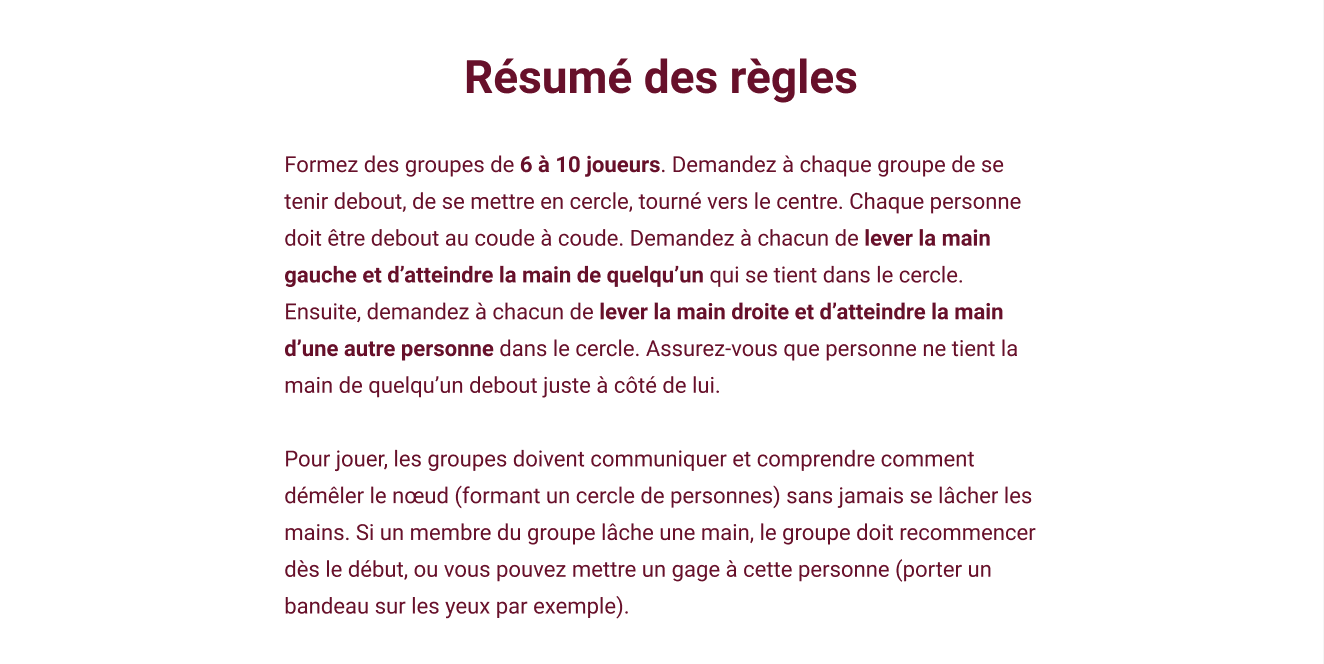 Résumé des règles
Formez des groupes de 6 à 10 joueurs. Demandez à chaque groupe de se
tenir debout, de se mettre en cercle, tourné vers le centre. Chaque personne
doit être debout au coude à coude. Demandez à chacun de lever la main
gauche et d’atteindre la main de quelqu’un qui se tient dans le cercle.
Ensuite, demandez à chacun de lever la main droite et d’atteindre la main
d’une autre personne dans le cercle. Assurez-vous que personne ne tient la
main de quelqu’un debout juste à côté de lui.
Pour jouer, les groupes doivent communiquer et comprendre comment
démêler le nœud (formant un cercle de personnes) sans jamais se lâcher les
mains. Si un membre du groupe lâche une main, le groupe doit recommencer
dès le début, ou vous pouvez mettre un gage à cette personne (porter un
bandeau sur les yeux par exemple).